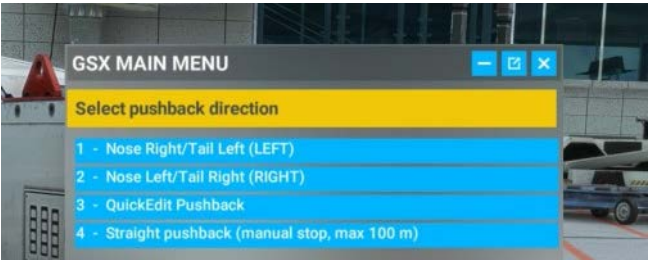 GSX MAIN MENU
Select pushback direction
1 - Nose Right/Tail Left (LEFT)
2 - Nose Left/Tail Right (RIGHT)
3 - QuickEdit Pushback
4 - Straight pushback (manual stop, max 100 m)